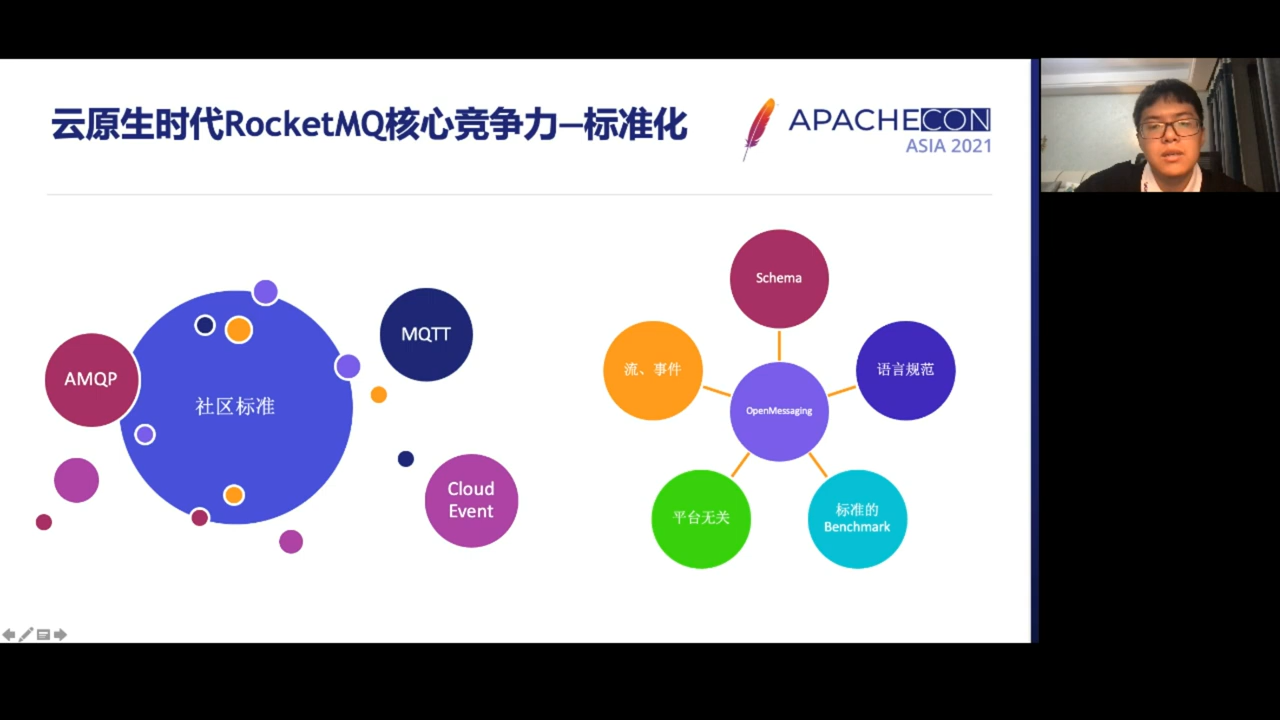 云原生时代RocketMQ核心竞争力—标准化
APACHECON
ASIA 2021
AMQP
社区标准
MQTT
Cloud
Event
Schema
流、事件
语言规范
OpenMessaging
平台无关
标准的
Benchmark